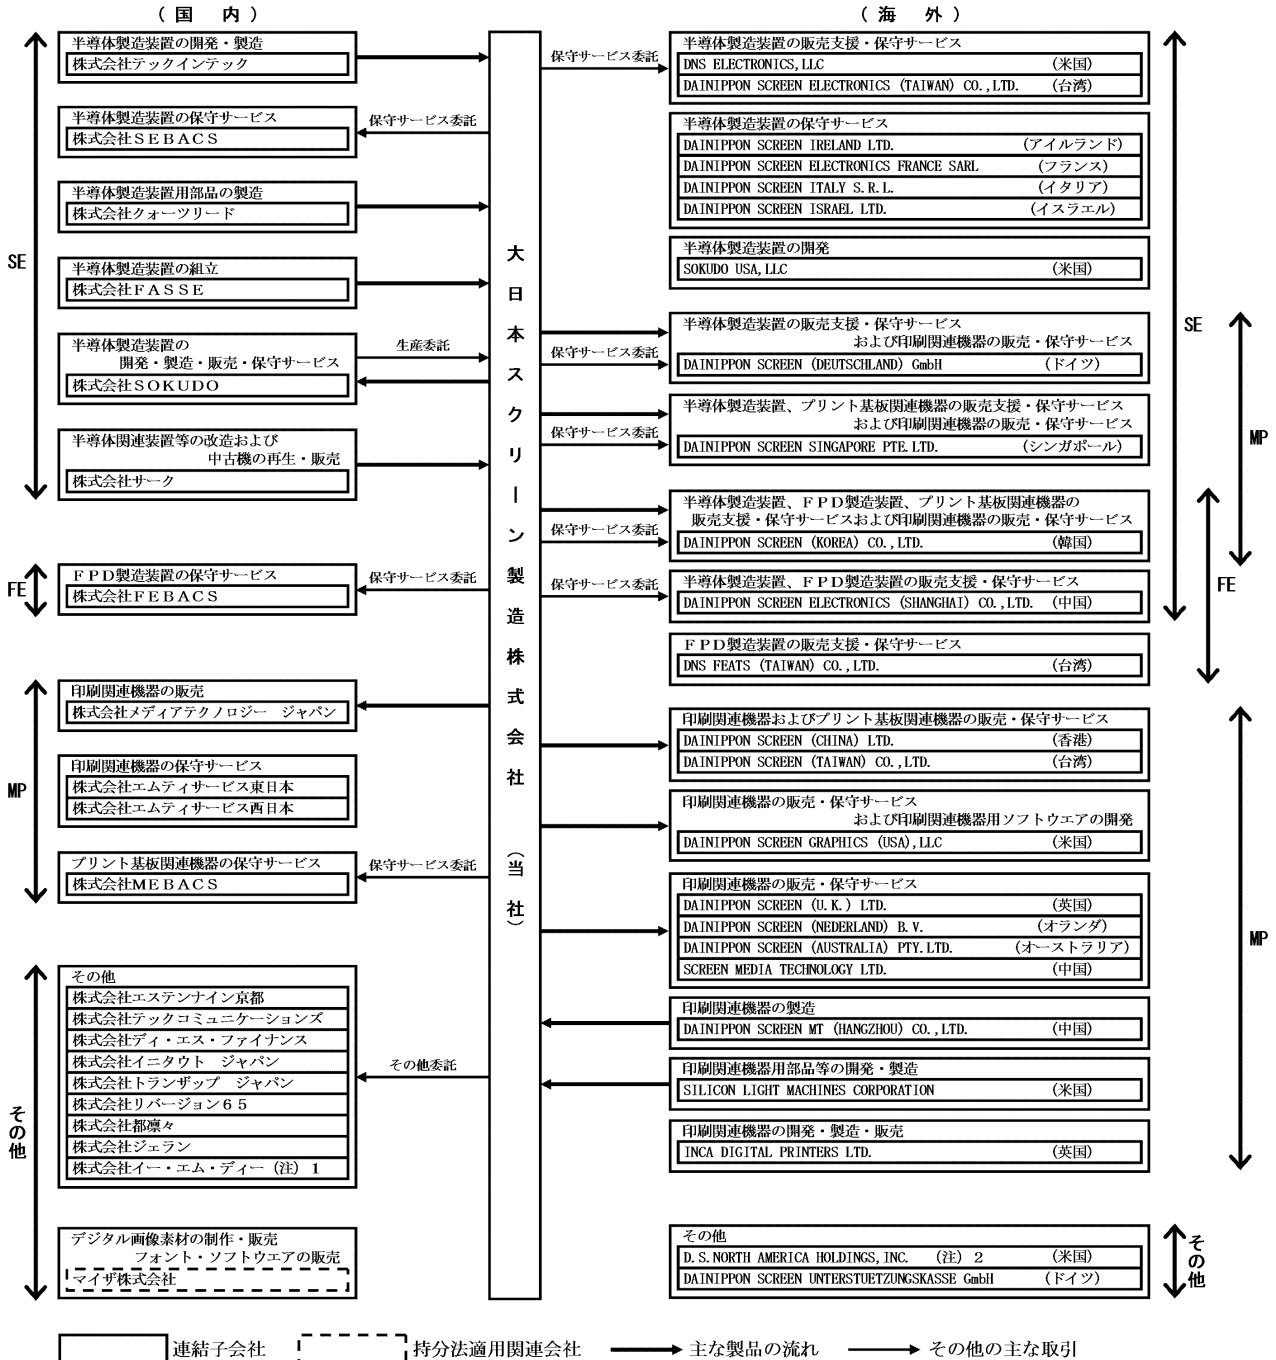 （国　内）
SE
半導体製造装置の開発・製造
株式会社テックインテック
半導体製造装置の保守サービス
株式会社ＳＥＢＡＣＳ
保守サービス委託
半導体製造装置用部品の製造
株式会社クォーツリード
半導体製造装置の組立
株式会社ＦＡＳＳＥ
半導体製造装置の
開発・製造・販売・保守サービス
株式会社ＳＯＫＵＤＯ
生産委託
半導体関連装置等の改造および
中古機の再生・販売
株式会社サーク
FE
ＦＰＤ製造装置の保守サービス
株式会社ＦＥＢＡＣＳ
保守サービス委託
MP
印刷関連機器の販売
株式会社メディアテクノロジー　ジャパン
印刷関連機器の保守サービス
株式会社エムティサービス東日本
株式会社エムティサービス西日本
プリント基板関連機器の保守サービス
株式会社ＭＥＢＡＣＳ
保守サービス委託
その他
その他
株式会社エステンナイン京都
株式会社テックコミュニケーションズ
株式会社ディ・エス・ファイナンス
株式会社イニタウト　ジャパン
株式会社トランザップ　ジャパン
株式会社リバージョン６５
株式会社都凛々
株式会社ジェラン
株式会社イー・エム・ディー（注）１
その他委託
デジタル画像素材の制作・販売
フォント・ソフトウエアの販売
マイザ株式会社
大日本スクリーン製造株式会社（当社）
（海　外）
保守サービス委託
半導体製造装置の販売支援・保守サービス
DNS ELECTRONICS,LLC （米国）
DAINIPPON SCREEN ELECTRONICS (TAIWAN) CO.,LTD. （台湾）
半導体製造装置の保守サービス
DAINIPPON SCREEN IRELAND LTD. （アイルランド）
DAINIPPON SCREEN ELECTRONICS FRANCE SARL （フランス）
DAINIPPON SCREEN ITALY S.R.L. （イタリア）
DAINIPPON SCREEN ISRAEL LTD. （イスラエル）
半導体製造装置の開発
SOKUDO USA,LLC （米国）
SE
半導体製造装置の販売支援・保守サービス
および印刷関連機器の販売・保守サービス
保守サービス委託
DAINIPPON SCREEN (DEUTSCHLAND) GmbH （ドイツ）
半導体製造装置、プリント基板関連機器の販売支援・保守サービス
および印刷関連機器の販売・保守サービス
保守サービス委託
DAINIPPON SCREEN SINGAPORE PTE.LTD. （シンガポール）
MP
半導体製造装置、ＦＰＤ製造装置、プリント基板関連機器の
販売支援・保守サービスおよび印刷関連機器の販売・保守サービス
保守サービス委託
DAINIPPON SCREEN (KOREA) CO.,LTD. （韓国）
保守サービス委託
半導体製造装置、ＦＰＤ製造装置の販売支援・保守サービス
DAINIPPON SCREEN ELECTRONICS (SHANGHAI) CO.,LTD. （中国）
FE
ＦＰＤ製造装置の販売支援・保守サービス
DNS FEATS (TAIWAN) CO.,LTD. （台湾）
印刷関連機器およびプリント基板関連機器の販売・保守サービス
DAINIPPON SCREEN (CHINA) LTD. （香港）
DAINIPPON SCREEN (TAIWAN) CO.,LTD. （台湾）
印刷関連機器の販売・保守サービス
および印刷関連機器用ソフトウエアの開発
DAINIPPON SCREEN GRAPHICS (USA),LLC （米国）
印刷関連機器の販売・保守サービス
DAINIPPON SCREEN (U.K.) LTD. （英国）
DAINIPPON SCREEN (NEDERLAND) B.V. （オランダ）
DAINIPPON SCREEN (AUSTRALIA) PTY.LTD. （オーストラリア）
SCREEN MEDIA TECHNOLOGY LTD. （中国）
MP
印刷関連機器の製造
DAINIPPON SCREEN MT (HANGZHOU) CO.,LTD. （中国）
印刷関連機器用部品等の開発・製造
SILICON LIGHT MACHINES CORPORATION （米国）
印刷関連機器の開発・製造・販売
INCA DIGITAL PRINTERS LTD. （英国）
その他
D.S.NORTH AMERICA HOLDINGS,INC. （注）２ （米国）
DAINIPPON SCREEN UNTERSTUETZUNGSKASSE GmbH （ドイツ）
その他
連結子会社　持分法適用関連会社　主な製品の流れ　その他の主な取引